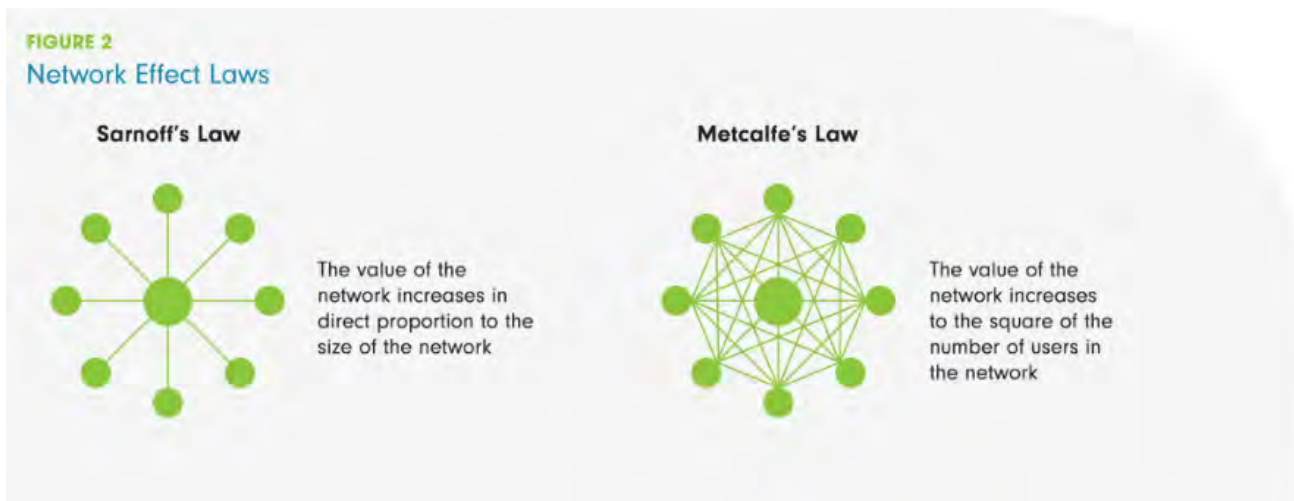 FIGURE 2
Network Effect Laws
Sarnoff's Law
The value of the
network increases in
direct proportion to the
size of the network
Metcalfe's Law
The value of the
network increases
to the square of the
number of users in
the network